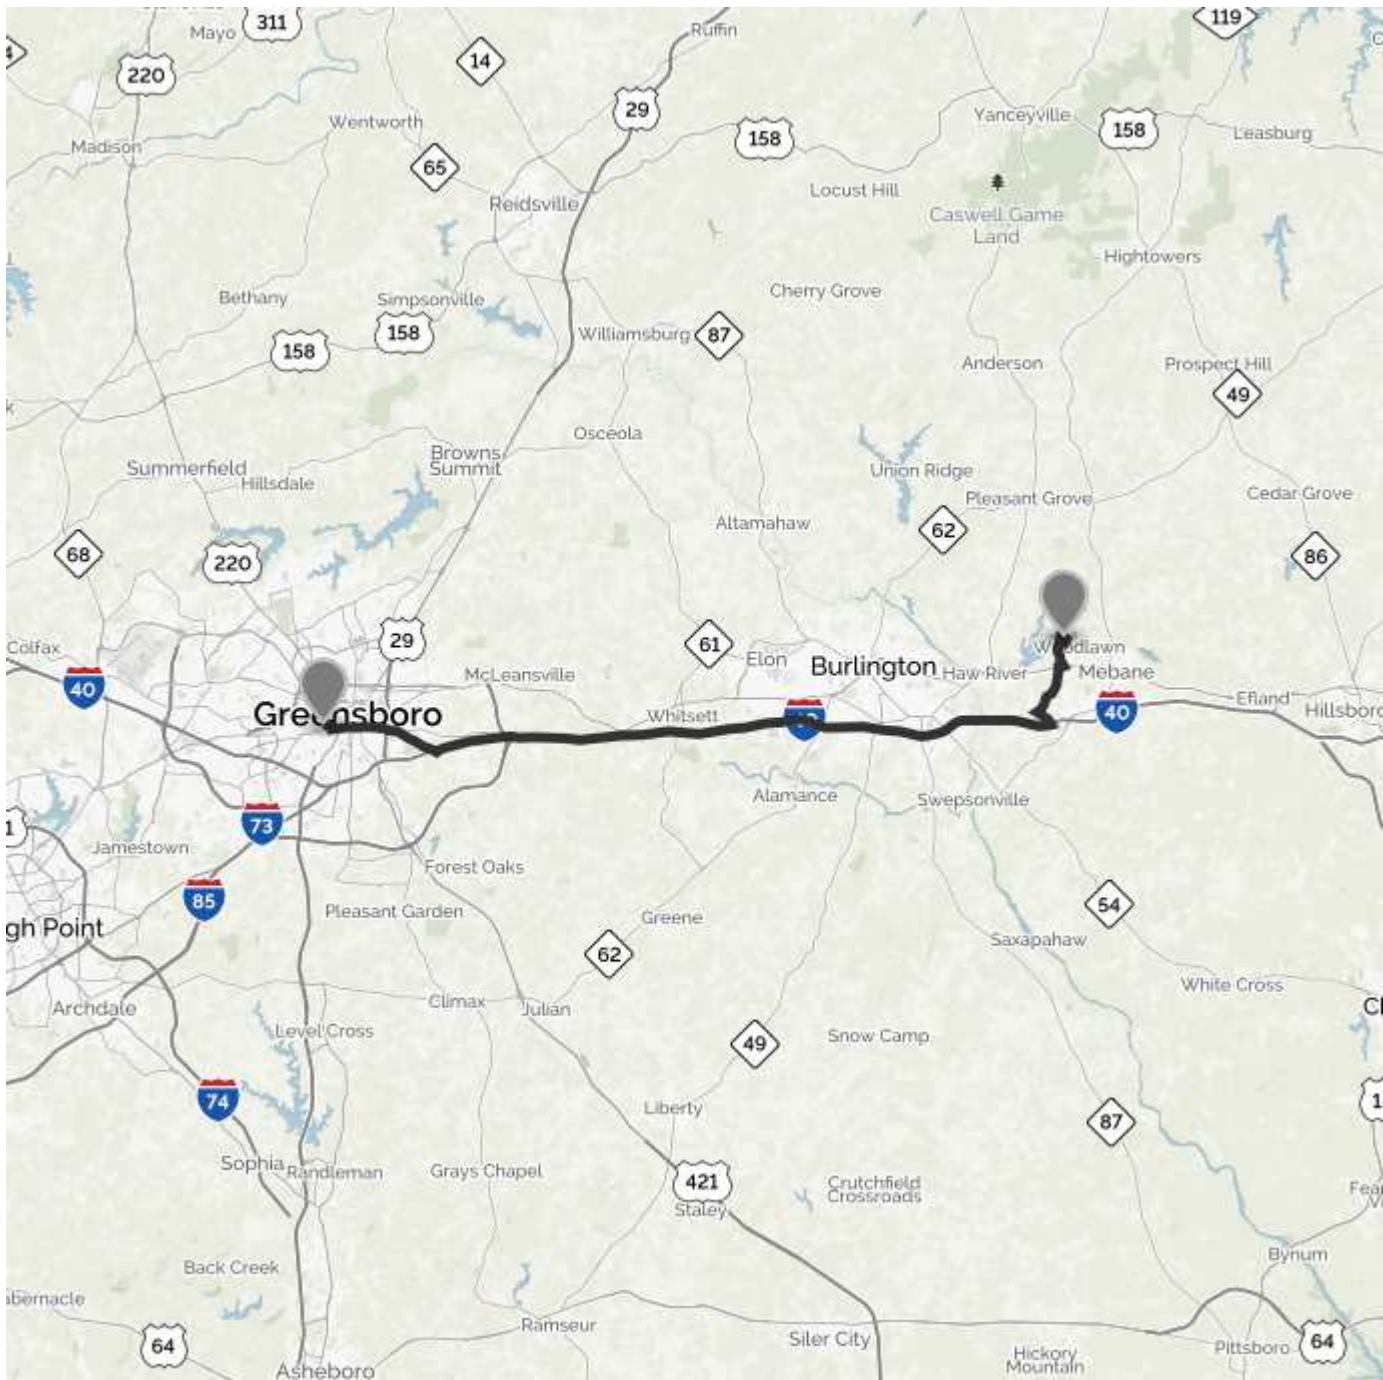 Mayo
311
Ruffin
119
220
14
29
Yanceyville
158
Leasburg
Wentworth
158
Madison
65
Locust Hill
Reidsville
Caswell Game
Land
Hightowers
Bethany
Simpsonville
Cherry Grove
158
158
Williamsburg
87
Anderson
Prospect Hill
49
Osceola
Browns
Summit
Summerfield
Hillsdale
Union Ridge
Pleasant Grove
Cedar Grove
Altamahaw
62
68
220
86
Colfax
29
61
Elon
Burlington
Haw River
Woodlawn
Mebane
40
McLeansville
Greensboro
Whitsett
40
Efland
Hillsboro
Alamance
Swepsonville
73
Jamestown
Forest Oaks
85
Pleasant Garden
Greene
54
gh Point
62
Saxapahaw
White Cross
Archdale
Climax
Julian
Level Cross
49
Snow Camp
74
Liberty
87
Sophia
Randleman
Grays Chapel
421
Staley
Crutchfield
Crossroads
Back Creek
Bynum
abernacle
Ramseur
64
Siler City
Hickory
Mountain
Pittsboro
64
Asheboro